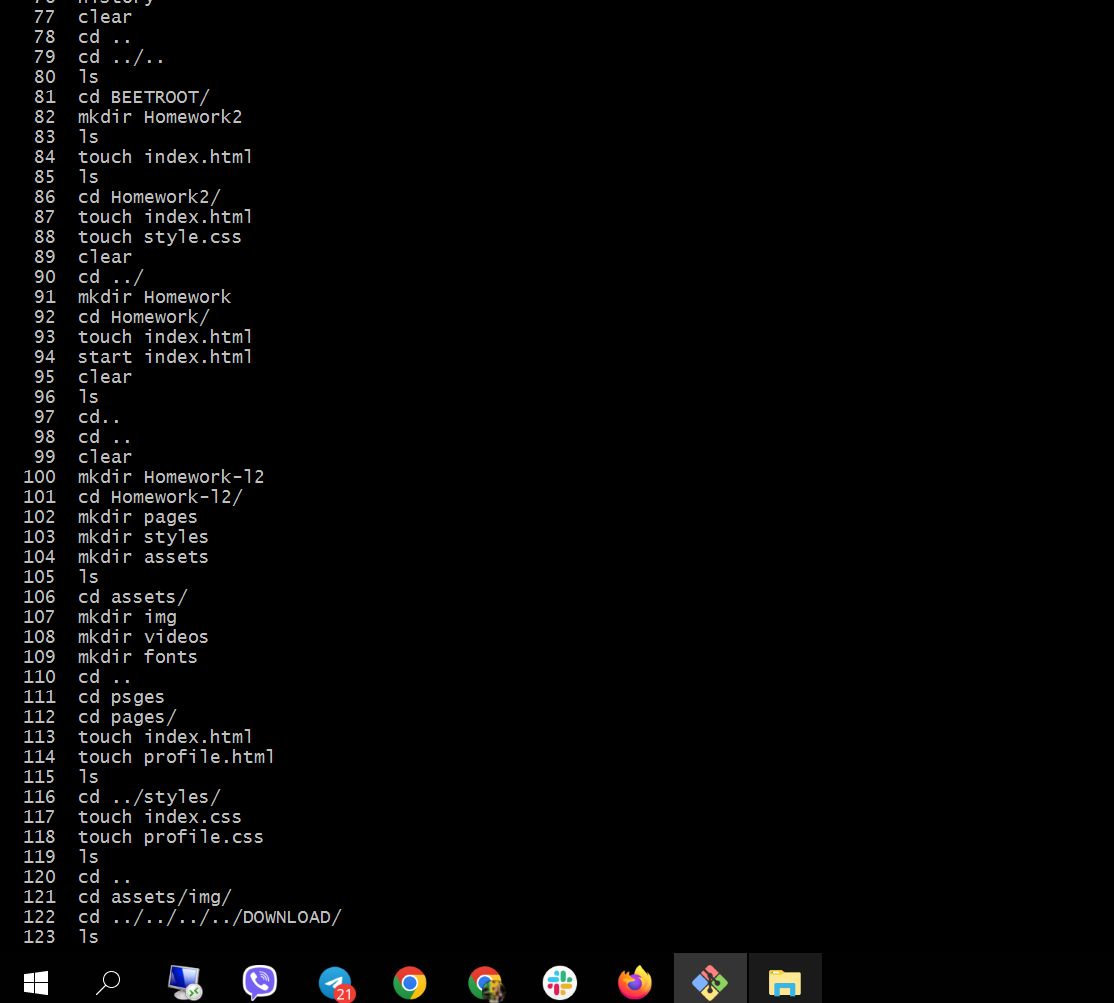 76 history
77 clear
78 cd ..
79 cd ../..
80 ls
81 cd BEETROOT/
82 mkdir Homework2
83 ls
84 touch index.html
85 ls
86 cd Homework2/
87 touch index.html
88 touch style.css
89 clear
90 cd ../
91 mkdir Homework
92 cd Homework/
93 touch index.html
94 start index.html
95 clear
96 ls
97 cd..
98 cd ..
99 clear
100 mkdir Homework-l2
101 cd Homework-l2/
102 mkdir pages
103 mkdir styles
104 mkdir assets
105 ls
106 cd assets/
107 mkdir img
108 mkdir videos
109 mkdir fonts
110 cd ..
111 cd psges
112 cd pages/
113 touch index.html
114 touch profile.html
115 ls
116 cd ../styles/
117 touch index.css
118 touch profile.css
119 ls
120 cd ..
121 cd assets/img/
122 cd ../../../../DOWNLOAD/
123 ls
21